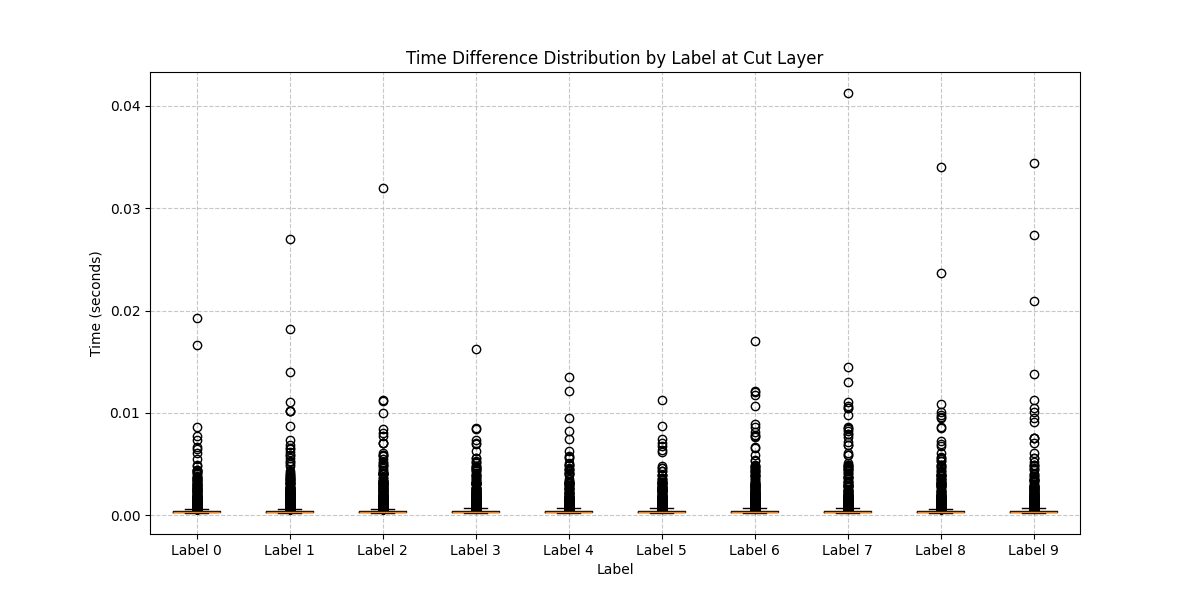 Time Difference Distribution by Label at Cut Layer
Time (seconds)
0.04
0.03
0.02
0.01
0.00
Label 0 Label 1 Label 2 Label 3 Label 4 Label 5 Label 6 Label 7 Label 8 Label 9
Label